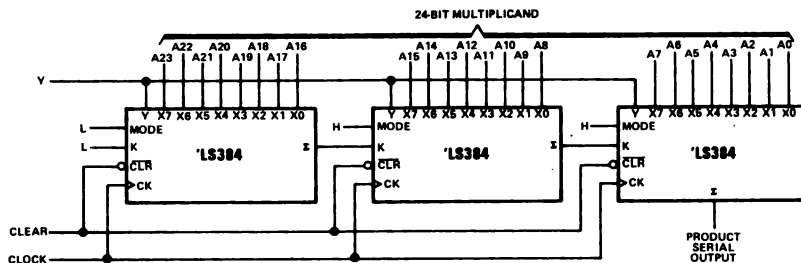 24-BIT MULTIPLICAND
A23 A22 A21 A20 A19 A18 A17 A16
A15 A14 A13 A12 A11 A10 A9 A8
A7 A6 A5 A4 A3 A2 A1 A0
Y
Y X7 X6 X5 X4 X3 X2 X1 X0
L MODE
L K
'LS384
Σ
CLR
CK
Y X7 X6 X5 X4 X3 X2 X1 X0
H MODE
K
'LS384
Σ
CLR
CK
Y X7 X6 X5 X4 X3 X2 X1 X0
H MODE
K
'LS384
CLR
CK
Σ
CLEAR
CLOCK
PRODUCT
SERIAL
OUTPUT